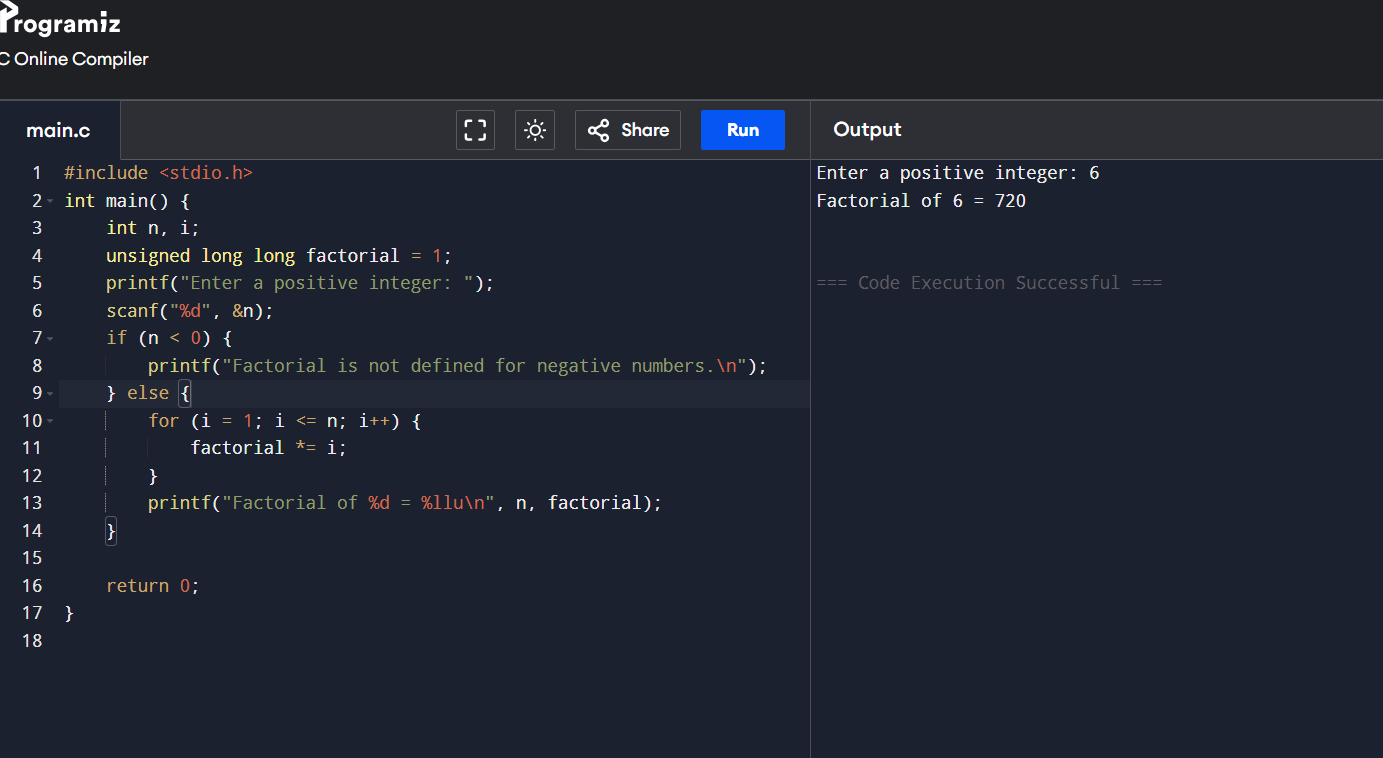 Programiz
C Online Compiler
main.c
Share
Run
Output
1 #include <stdio.h>
2 int main() {
3     int n, i;
4     unsigned long long factorial = 1;
5     printf("Enter a positive integer: ");
6     scanf("%d", &n);
7     if (n < 0) {
8         printf("Factorial is not defined for negative numbers.\n");
9     } else {
10         for (i = 1; i <= n; i++) {
11             factorial *= i;
12         }
13         printf("Factorial of %d = %llu\n", n, factorial);
14     }
15
16     return 0;
17 }
18
Enter a positive integer: 6
Factorial of 6 = 720
=== Code Execution Successful ===